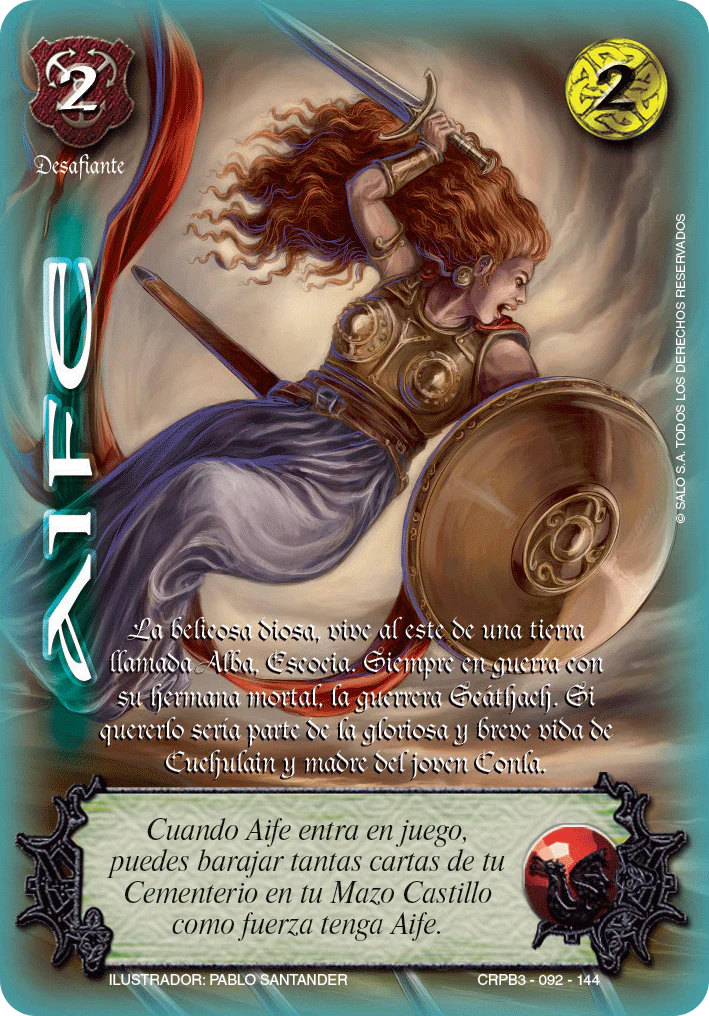 2
2
Desafiante
AIFE
© SALO S.A. TODOS LOS DERECHOS RESERVADOS
La belicosa diosa, vive al este de una tierra
llamada Alba, Escocia. Siempre en guerra con
su hermana mortal, la guerrera Scáthach. Si
quererlo sería parte de la gloriosa y breve vida de
Cuchulain y madre del joven Conla.
Cuando Aife entra en juego,
puedes barajar tantas cartas de tu
Cementerio en tu Mazo Castillo
como fuerza tenga Aife.
ILUSTRADOR: PABLO SANTANDER
CRPB3 - 092 - 144